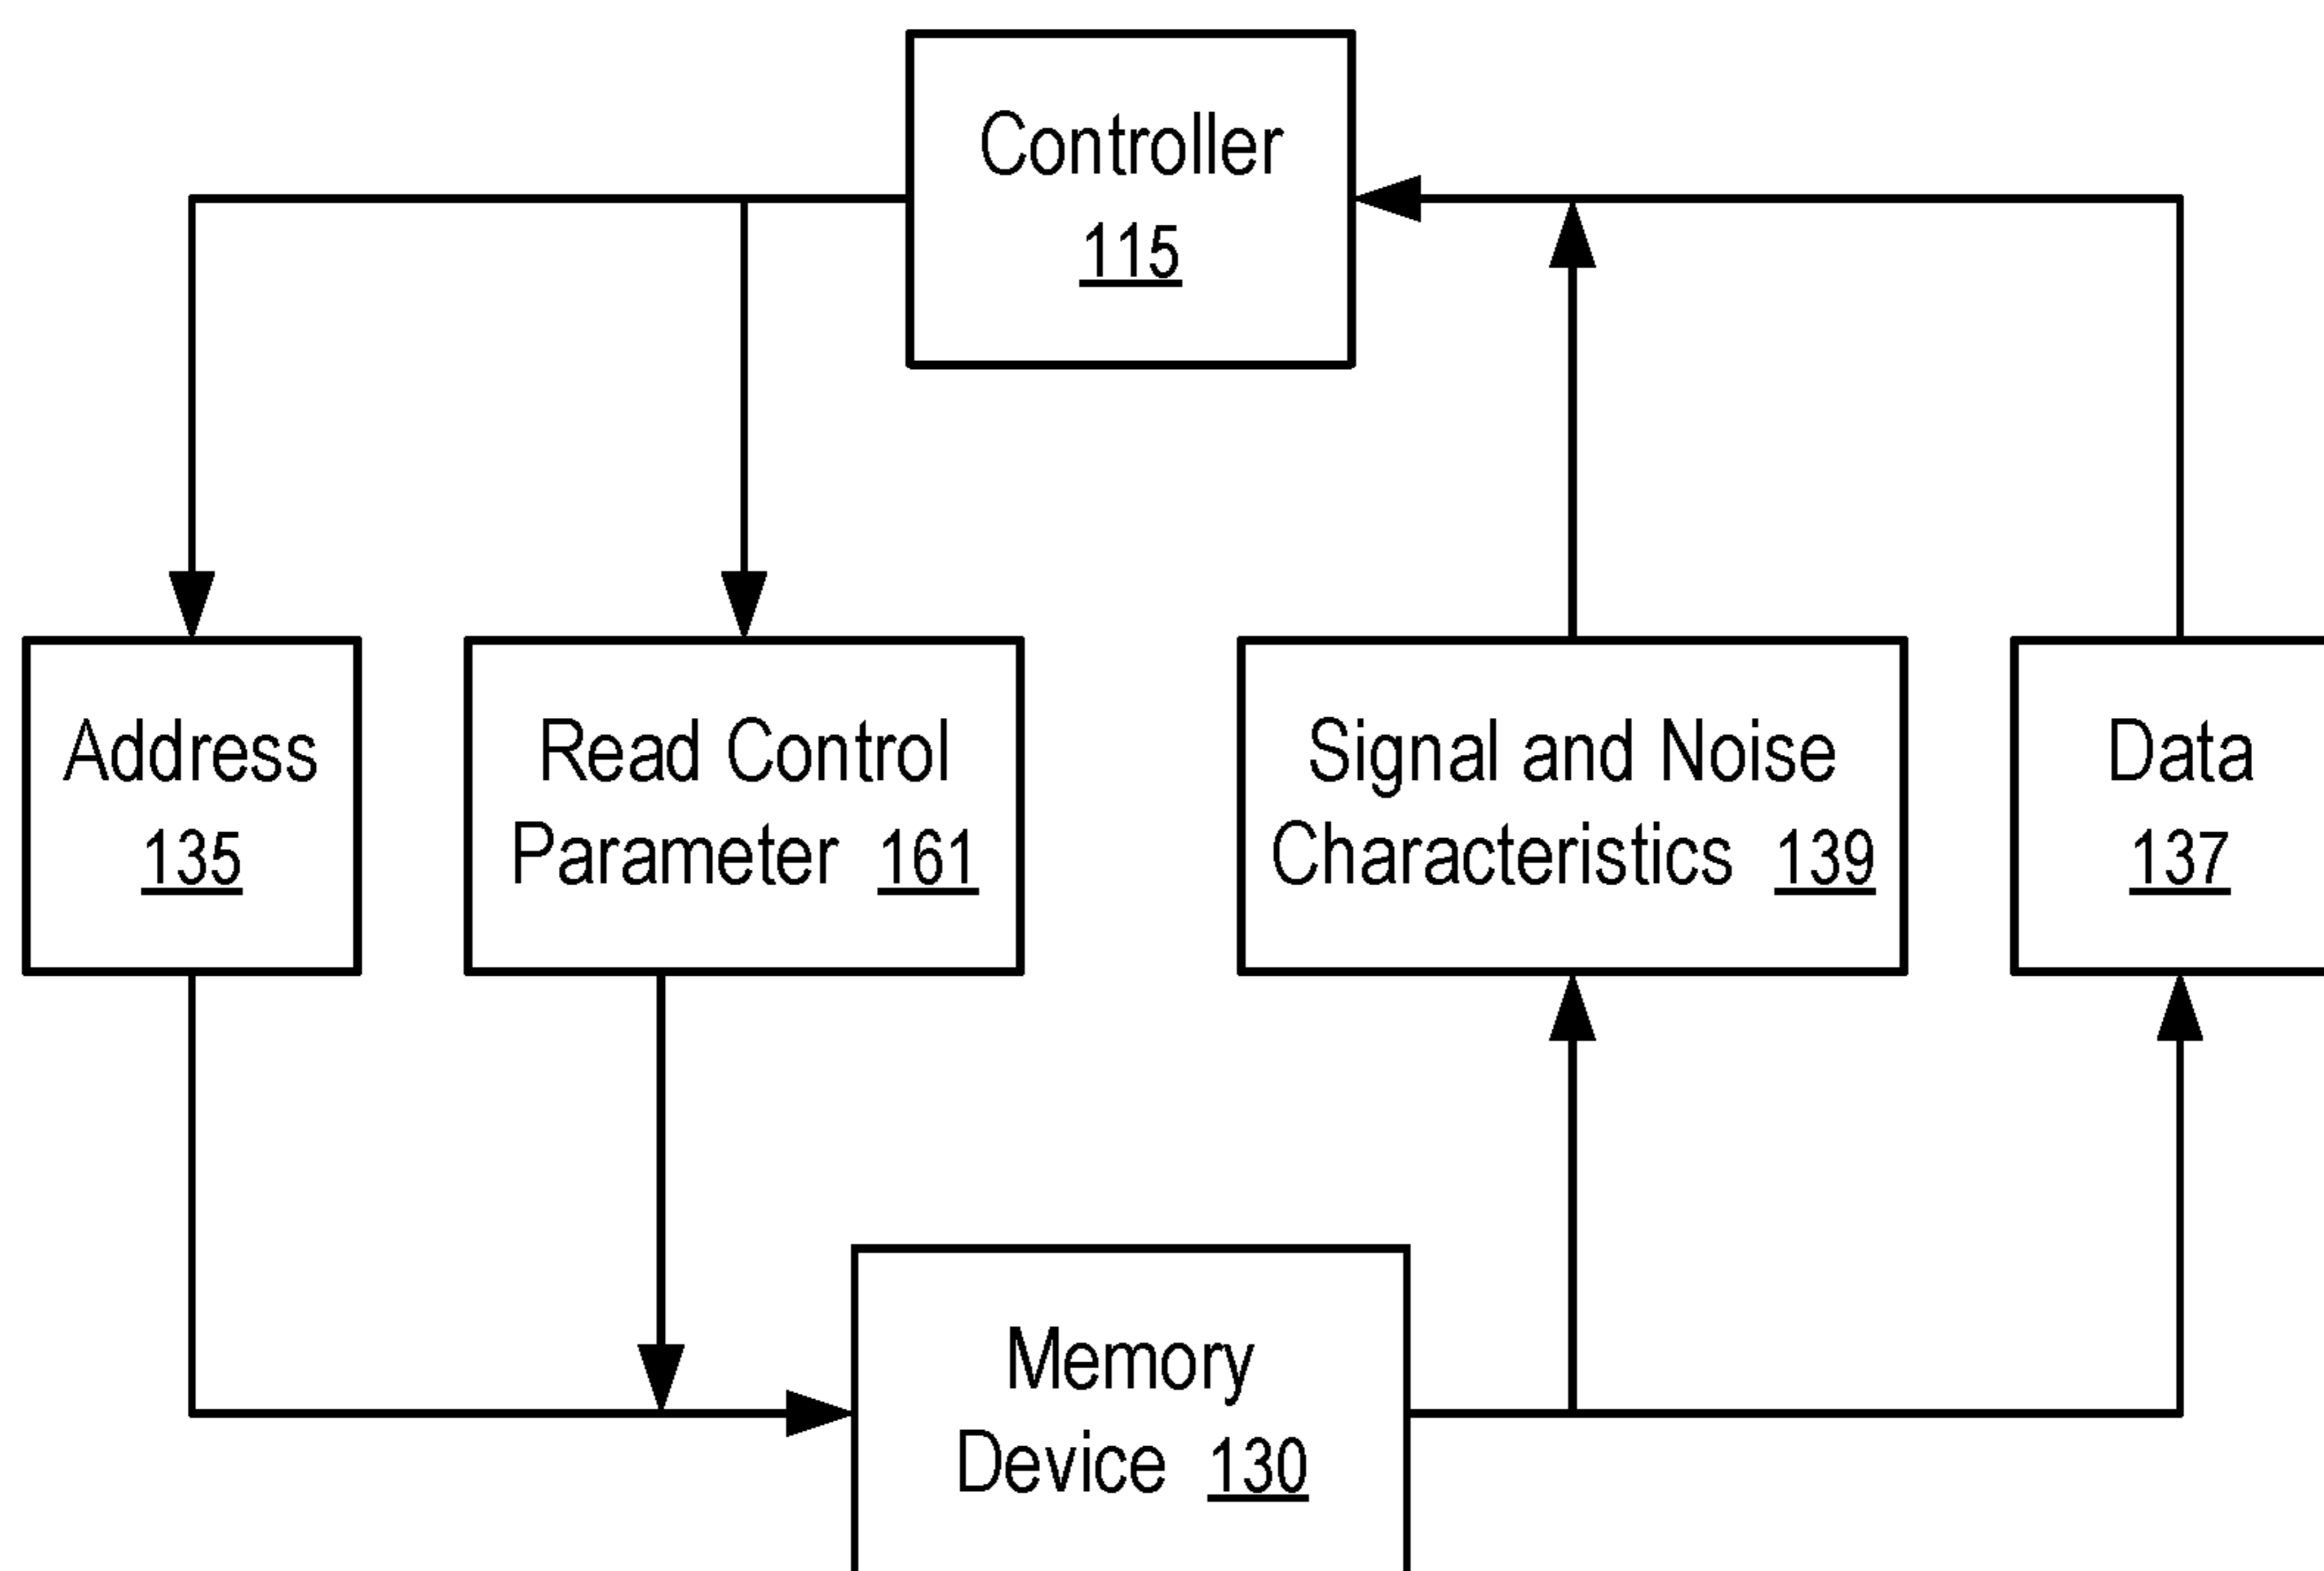 Controller
115
Address
135
Read Control
Parameter 161
Signal and Noise
Characteristics 139
Data
137
Memory
Device 130